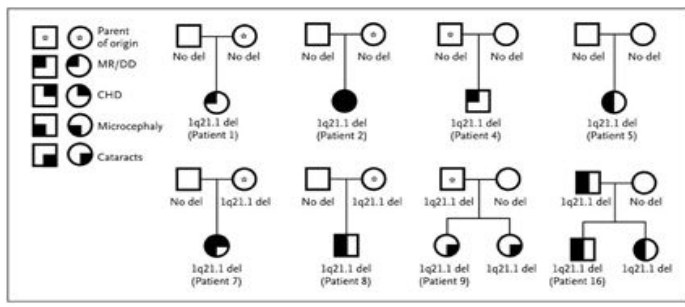 Parent
of origin
MR/DD
CHD
Microcephaly
Cataracts
No del No del
1q21.1 del
(Patient 1)
No del No del
1q21.1 del
(Patient 2)
No del No del
1q21.1 del
(Patient 4)
No del No del
1q21.1 del
(Patient 5)
No del 1q21.1 del
1q21.1 del
(Patient 7)
No del 1q21.1 del
1q21.1 del
(Patient 8)
1q21.1 del No del
1q21.1 del 1q21.1 del
(Patient 9)
1q21.1 del No del
1q21.1 del 1q21.1 del
(Patient 16)